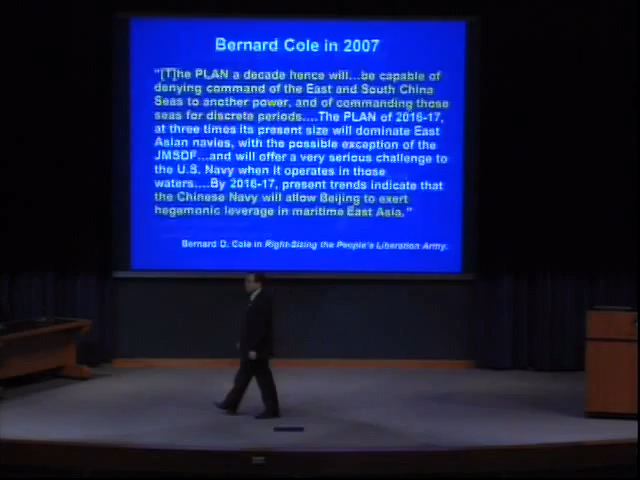 Bernard Cole in 2007
"[T]he PLAN a decade hence will...be capable of
denying command of the East and South China
Seas to another power, and of commanding those
seas for discrete periods....The PLAN of 2016-17,
at three times its present size will dominate East
Asian navies, with the possible exception of the
JMSDF...and will offer a very serious challenge to
the U.S. Navy when it operates in those
waters....By 2016-17, present trends indicate that
the Chinese Navy will allow Beijing to exert
hegemonic leverage in maritime East Asia."
Bernard D. Cole in Right-Sizing the People's Liberation Army.